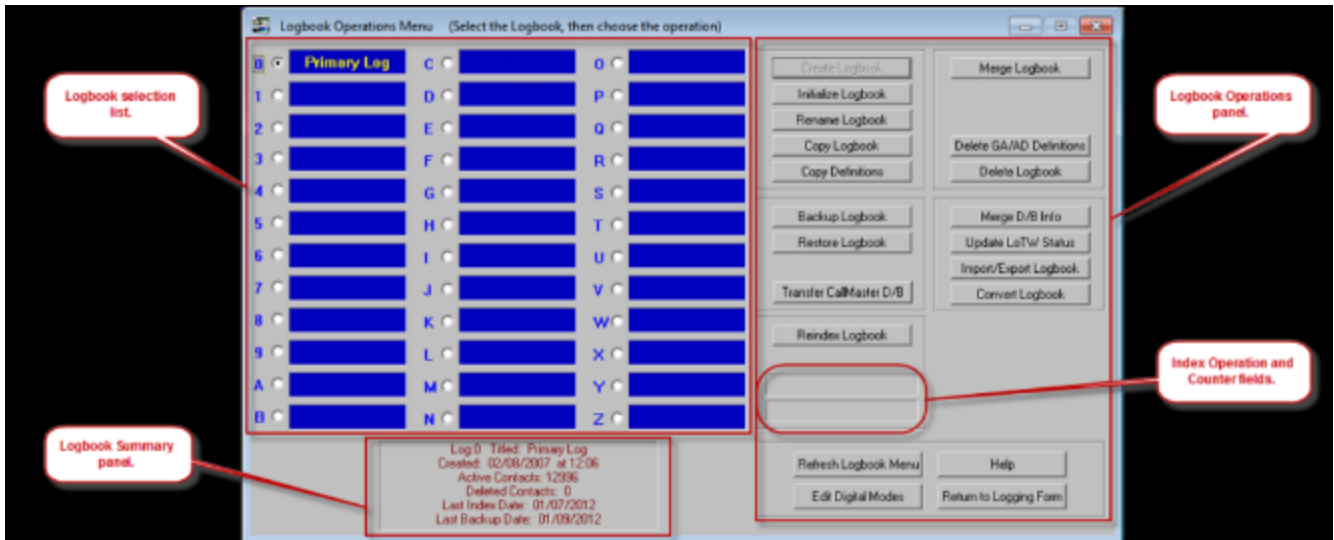 Logbook Operations Menu (Select the Logbook, then choose the operation)
Logbook selection
list.
0 Primary Log C O
1 D P
2 E Q
3 F R
4 G S
5 H T
6 I U
7 J V
8 K W
9 L X
A M Y
B N Z
Create Logbook
Initialize Logbook
Rename Logbook
Copy Logbook
Copy Definitions
Merge Logbook
Delete GA/AD Definitions
Delete Logbook
Backup Logbook
Restore Logbook
Transfer CallMaster D/B
Merge D/B Info
Update LoTW Status
Import/Export Logbook
Convert Logbook
Reindex Logbook
Logbook Operations
panel.
Index Operation and
Counter fields.
Logbook Summary
panel.
Log:0 Titled: Primary Log
Created: 02/08/2007 at 12:06
Active Contacts: 12996
Deleted Contacts: 0
Last Index Date: 01/07/2012
Last Backup Date: 01/09/2012
Refresh Logbook Menu
Help
Edit Digital Modes
Return to Logging Form